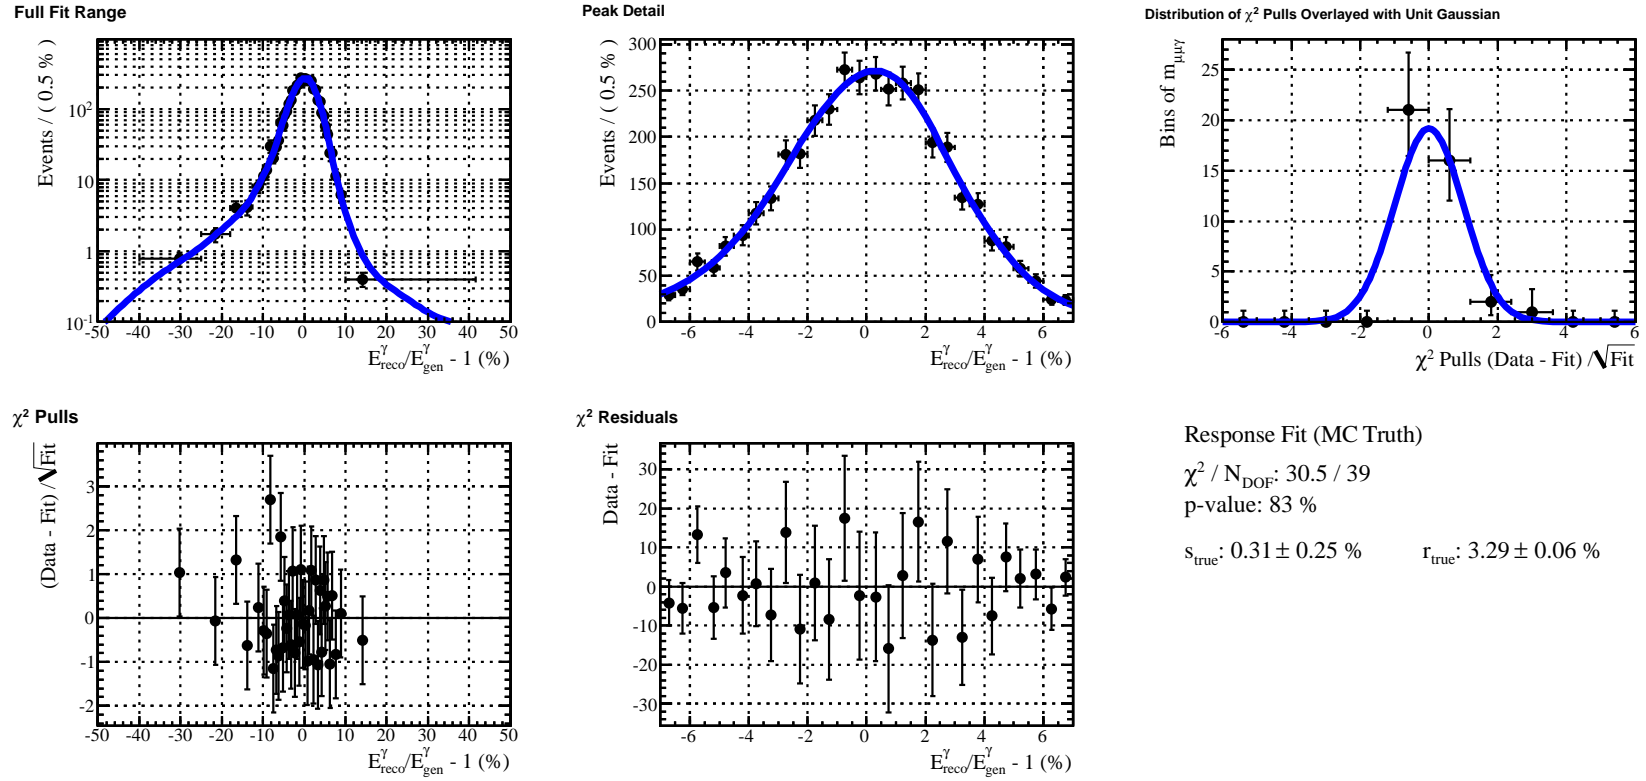 Full Fit Range
Events / ( 0.5 % )
10²
10
1
10⁻¹
-50 -40 -30 -20 -10 0 10 20 30 40 50
E^γ_reco/E^γ_gen - 1 (%)
Peak Detail
Events / ( 0.5 % )
300
250
200
150
100
50
0
-6 -4 -2 0 2 4 6
E^γ_reco/E^γ_gen - 1 (%)
Distribution of χ² Pulls Overlayed with Unit Gaussian
Bins of m_μμγ
25
20
15
10
5
0
-6 -4 -2 0 2 4 6
χ² Pulls (Data - Fit) /√Fit
χ² Pulls
(Data - Fit) /√Fit
3
2
1
0
-1
-2
-50 -40 -30 -20 -10 0 10 20 30 40 50
E^γ_reco/E^γ_gen - 1 (%)
χ² Residuals
Data - Fit
30
20
10
0
-10
-20
-30
-6 -4 -2 0 2 4 6
E^γ_reco/E^γ_gen - 1 (%)
Response Fit (MC Truth)
χ² / N_DOF: 30.5 / 39
p-value: 83 %
s_true: 0.31 ± 0.25 % r_true: 3.29 ± 0.06 %